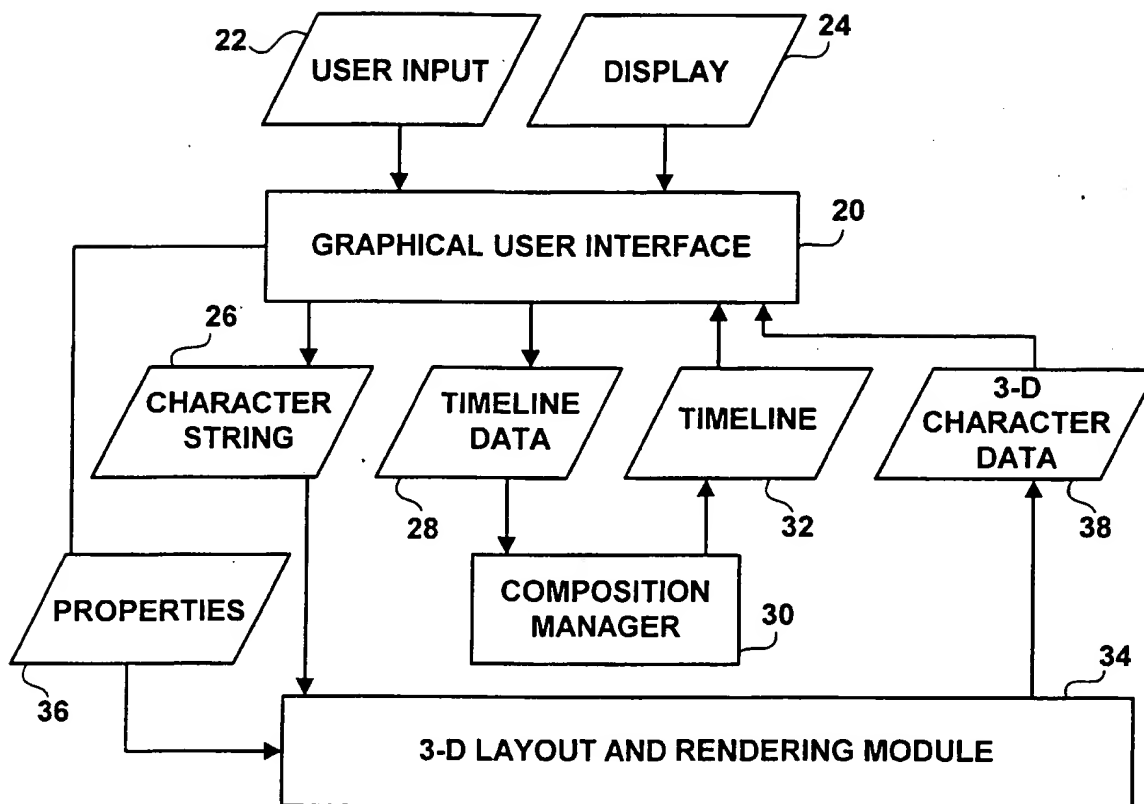 22
24
USER INPUT
DISPLAY
20
GRAPHICAL USER INTERFACE
26
CHARACTER
STRING
TIMELINE
DATA
TIMELINE
3-D
CHARACTER
DATA
28
32
38
PROPERTIES
COMPOSITION
MANAGER
30
36
34
3-D LAYOUT AND RENDERING MODULE